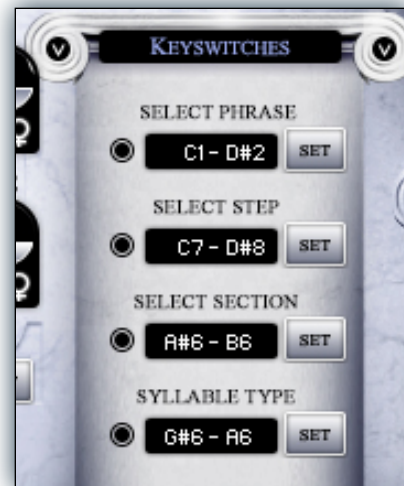 V KEYSWITCHES V
SELECT PHRASE
C1 - D#2 SET
SELECT STEP
C7 - D#8 SET
SELECT SECTION
A#6 - B6 SET
SYLLABLE TYPE
G#6 - A6 SET